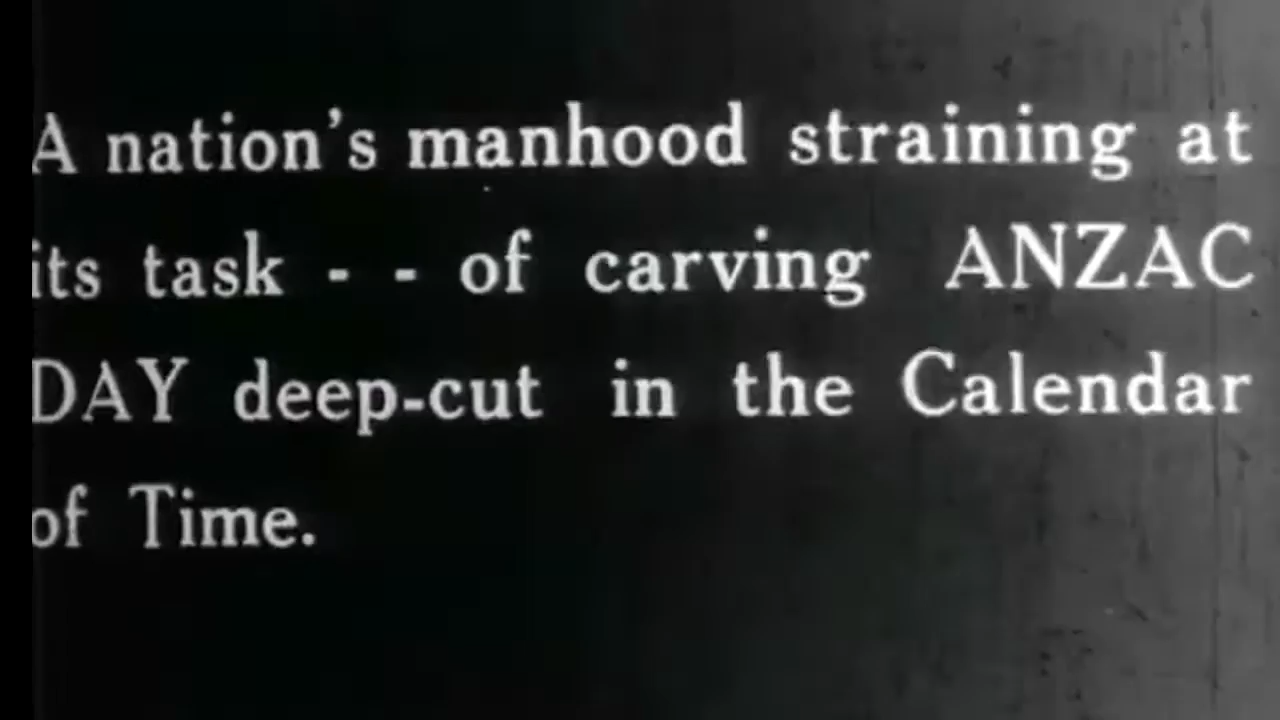 A nation's manhood straining at
its task - - of carving ANZAC
DAY deep-cut in the Calendar
of Time.